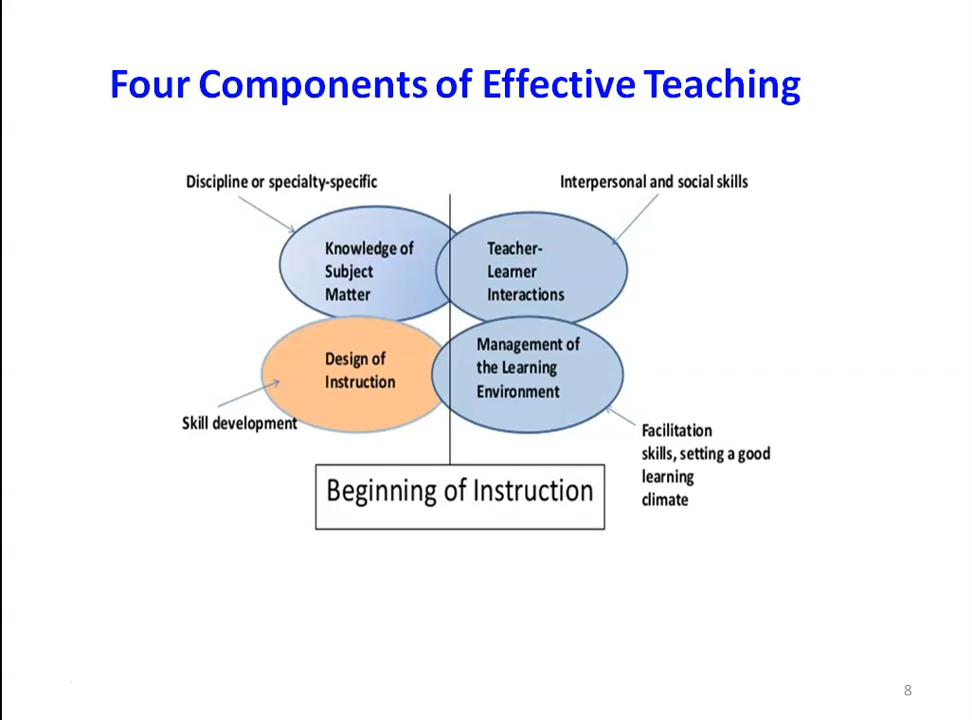 Four Components of Effective Teaching
Discipline or specialty-specific
Interpersonal and social skills
Knowledge of
Subject
Matter
Teacher-
Learner
Interactions
Design of
Instruction
Management of
the Learning
Environment
Skill development
Facilitation
skills, setting a good
learning
climate
Beginning of Instruction
8